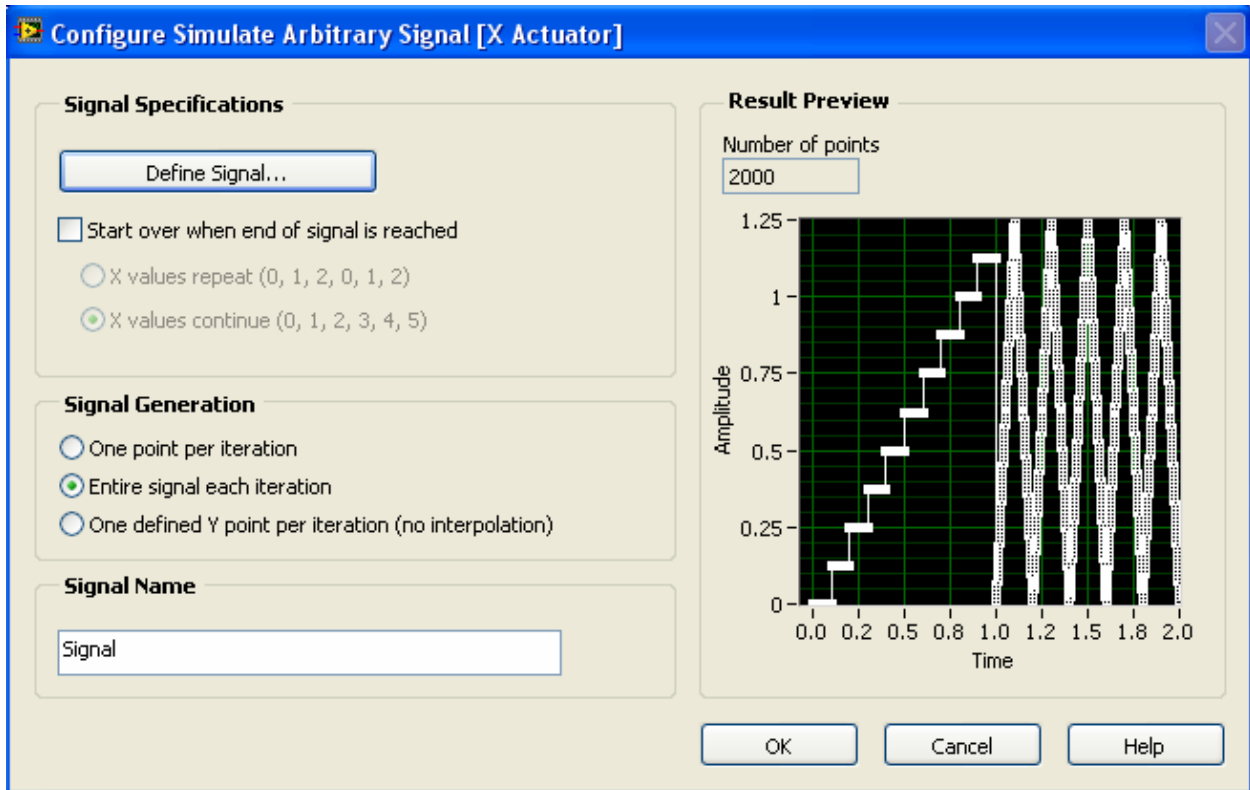 Configure Simulate Arbitrary Signal [X Actuator]
Signal Specifications
Define Signal...
Start over when end of signal is reached
X values repeat (0, 1, 2, 0, 1, 2)
X values continue (0, 1, 2, 3, 4, 5)
Signal Generation
One point per iteration
Entire signal each iteration
One defined Y point per iteration (no interpolation)
Signal Name
Signal
Result Preview
Number of points
2000
1.25
1
0.75
0.5
0.25
0
Amplitude
0.0 0.2 0.5 0.8 1.0 1.2 1.5 1.8 2.0
Time
OK Cancel Help